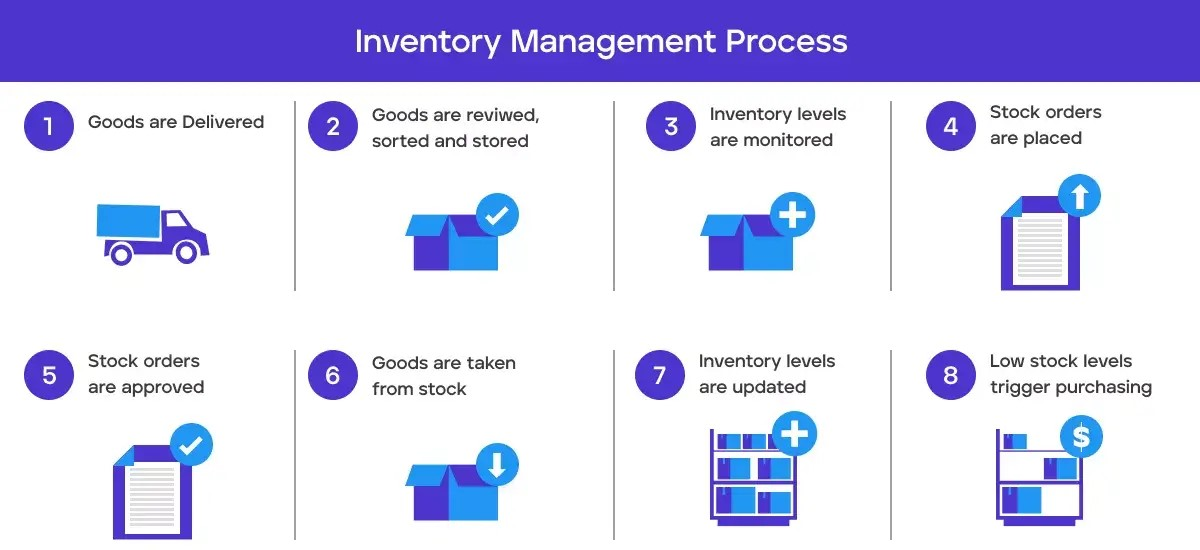 Inventory Management Process
1
Goods are Delivered
2
Goods are reviwed,
sorted and stored
3
Inventory levels
are monitored
4
Stock orders
are placed
5
Stock orders
are approved
6
Goods are taken
from stock
7
Inventory levels
are updated
8
Low stock levels
trigger purchasing
$